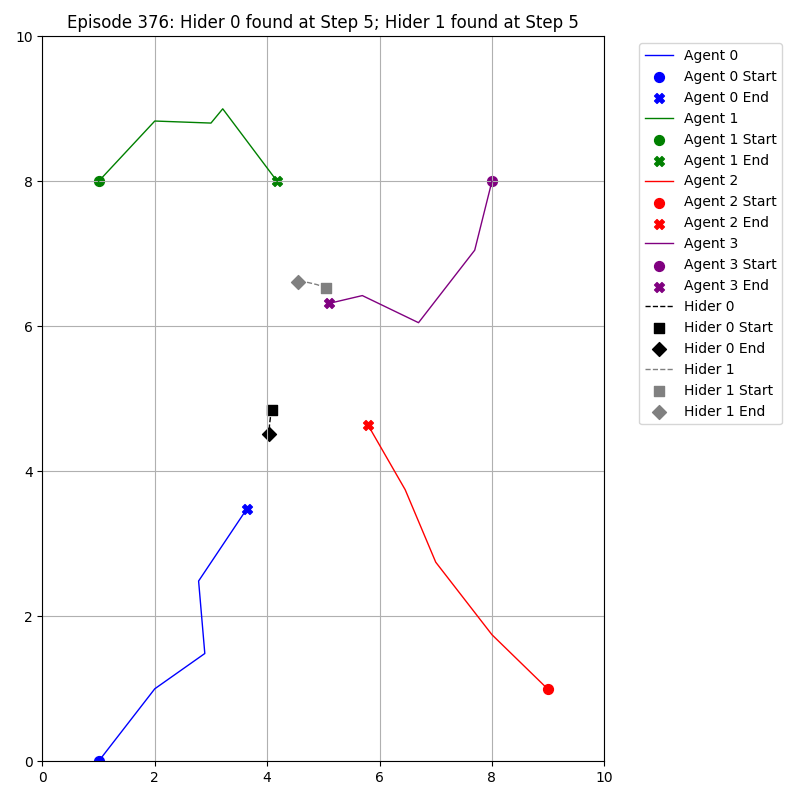 Episode 376: Hider 0 found at Step 5; Hider 1 found at Step 5
10
8
6
4
2
0
0 2 4 6 8 10
Agent 0
Agent 0 Start
Agent 0 End
Agent 1
Agent 1 Start
Agent 1 End
Agent 2
Agent 2 Start
Agent 2 End
Agent 3
Agent 3 Start
Agent 3 End
Hider 0
Hider 0 Start
Hider 0 End
Hider 1
Hider 1 Start
Hider 1 End